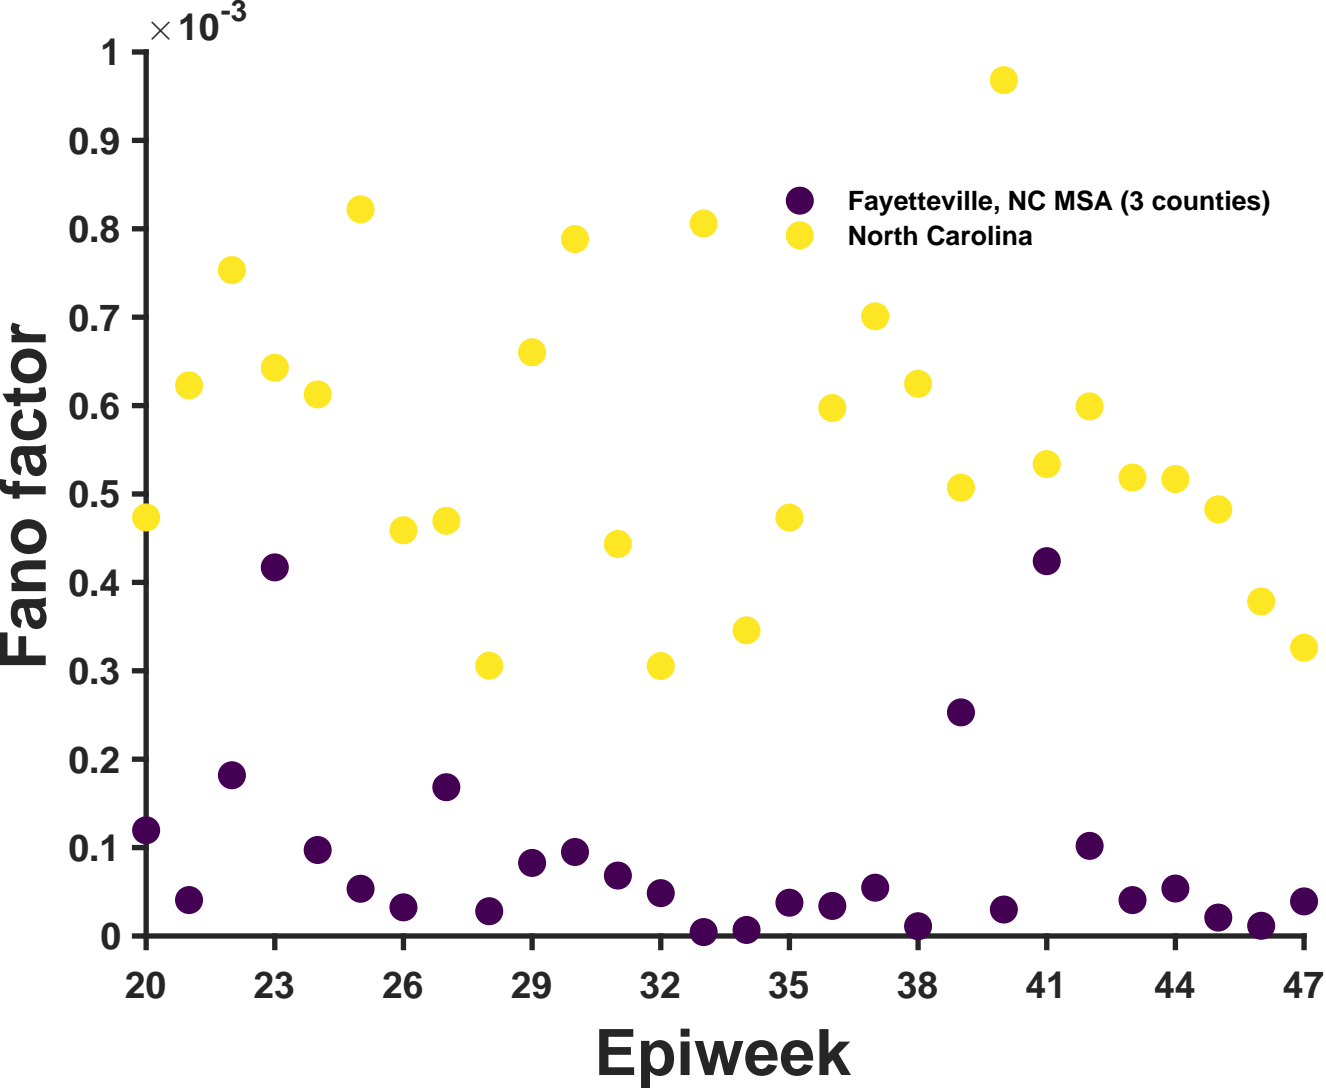 × 10-3
1
0.9
0.8
0.7
0.6
0.5
0.4
0.3
0.2
0.1
0
Fano factor
Fayetteville, NC MSA (3 counties)
North Carolina
20 23 26 29 32 35 38 41 44 47
Epiweek